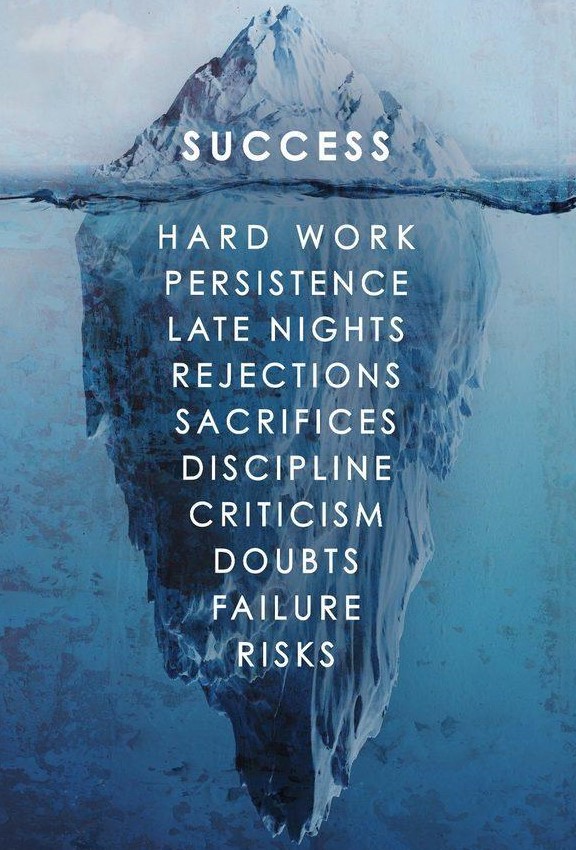 SUCCESS
HARD WORK
PERSISTENCE
LATE NIGHTS
REJECTIONS
SACRIFICES
DISCIPLINE
CRITICISM
DOUBTS
FAILURE
RISKS